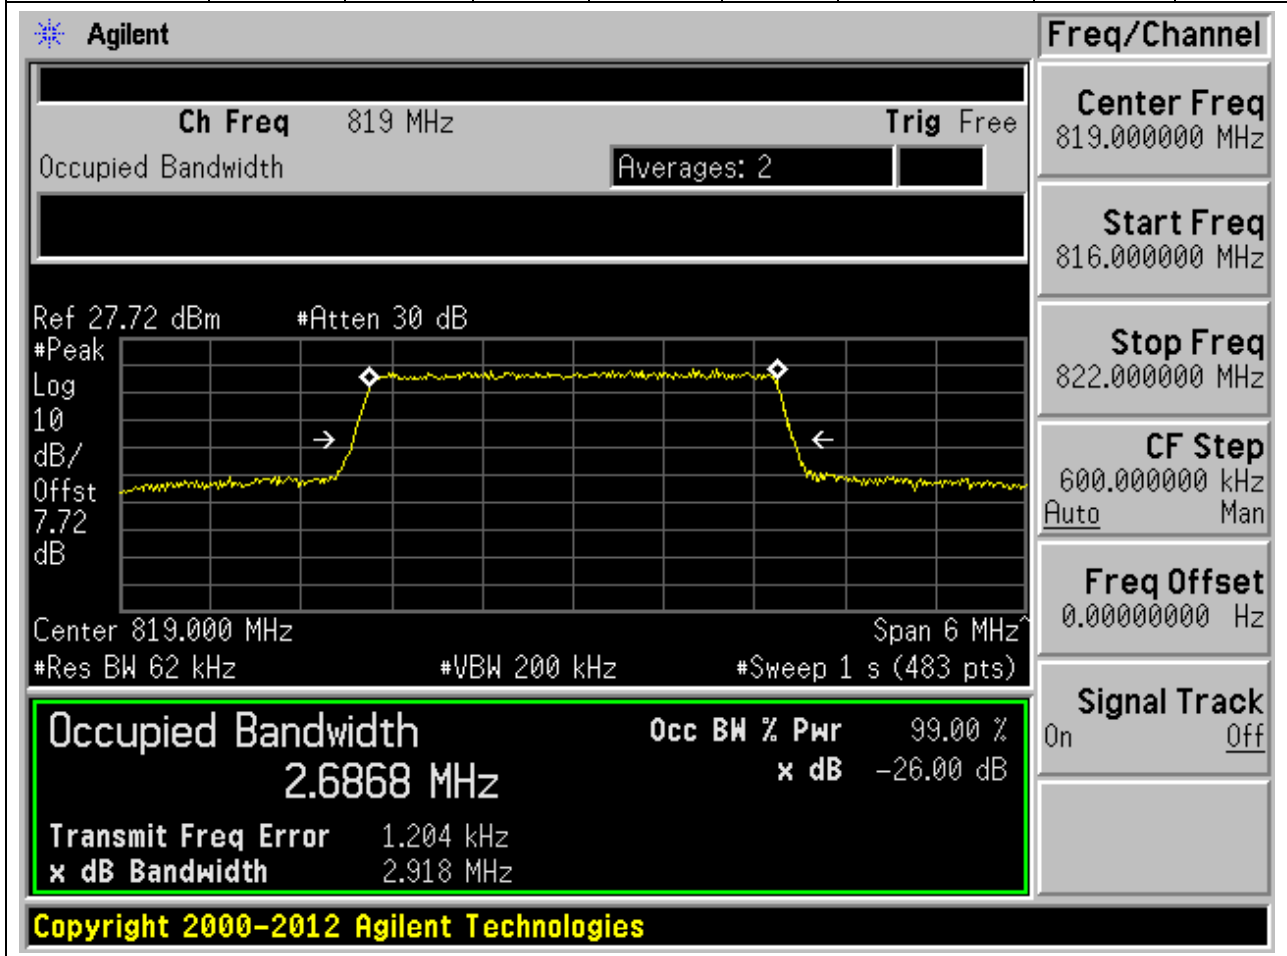 Agilent
Freq/Channel
Ch Freq 819 MHz Trig Free
Occupied Bandwidth Averages: 2
Center Freq
819.000000 MHz
Start Freq
816.000000 MHz
Stop Freq
822.000000 MHz
CF Step
600.000000 kHz
Auto Man
Freq Offset
0.00000000 Hz
Signal Track
On Off
Ref 27.72 dBm #Atten 30 dB
#Peak
Log
10
dB/
Offst
7.72
dB
Center 819.000 MHz Span 6 MHz^
#Res BW 62 kHz #VBW 200 kHz #Sweep 1 s (483 pts)
Occupied Bandwidth Occ BW % Pwr 99.00 %
2.6868 MHz x dB -26.00 dB
Transmit Freq Error 1.204 kHz
x dB Bandwidth 2.918 MHz
Copyright 2000-2012 Agilent Technologies